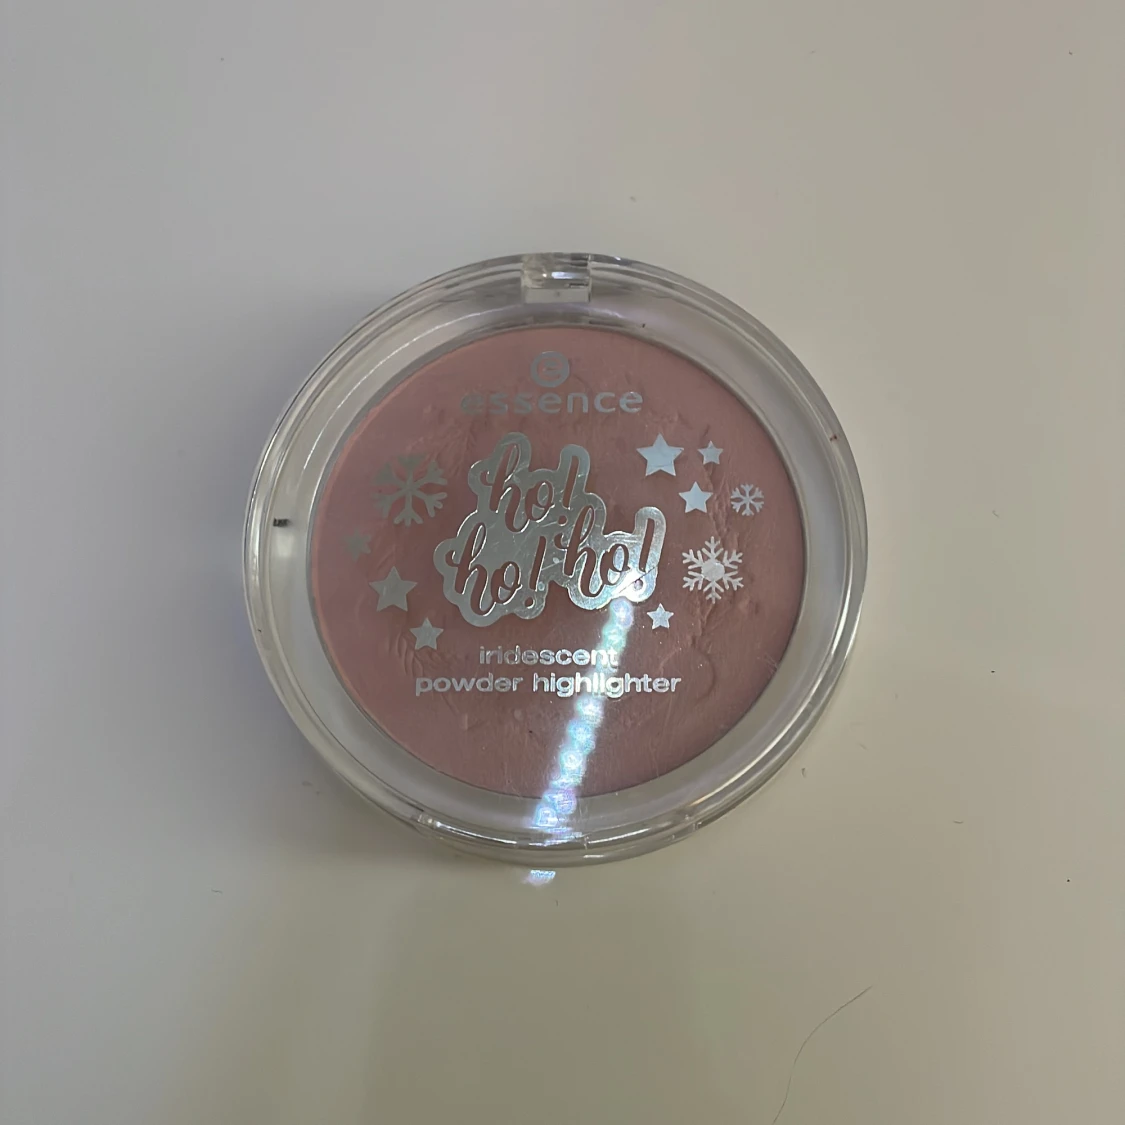 essence
ho!
ho! ho!
iridescent
powder highlighter